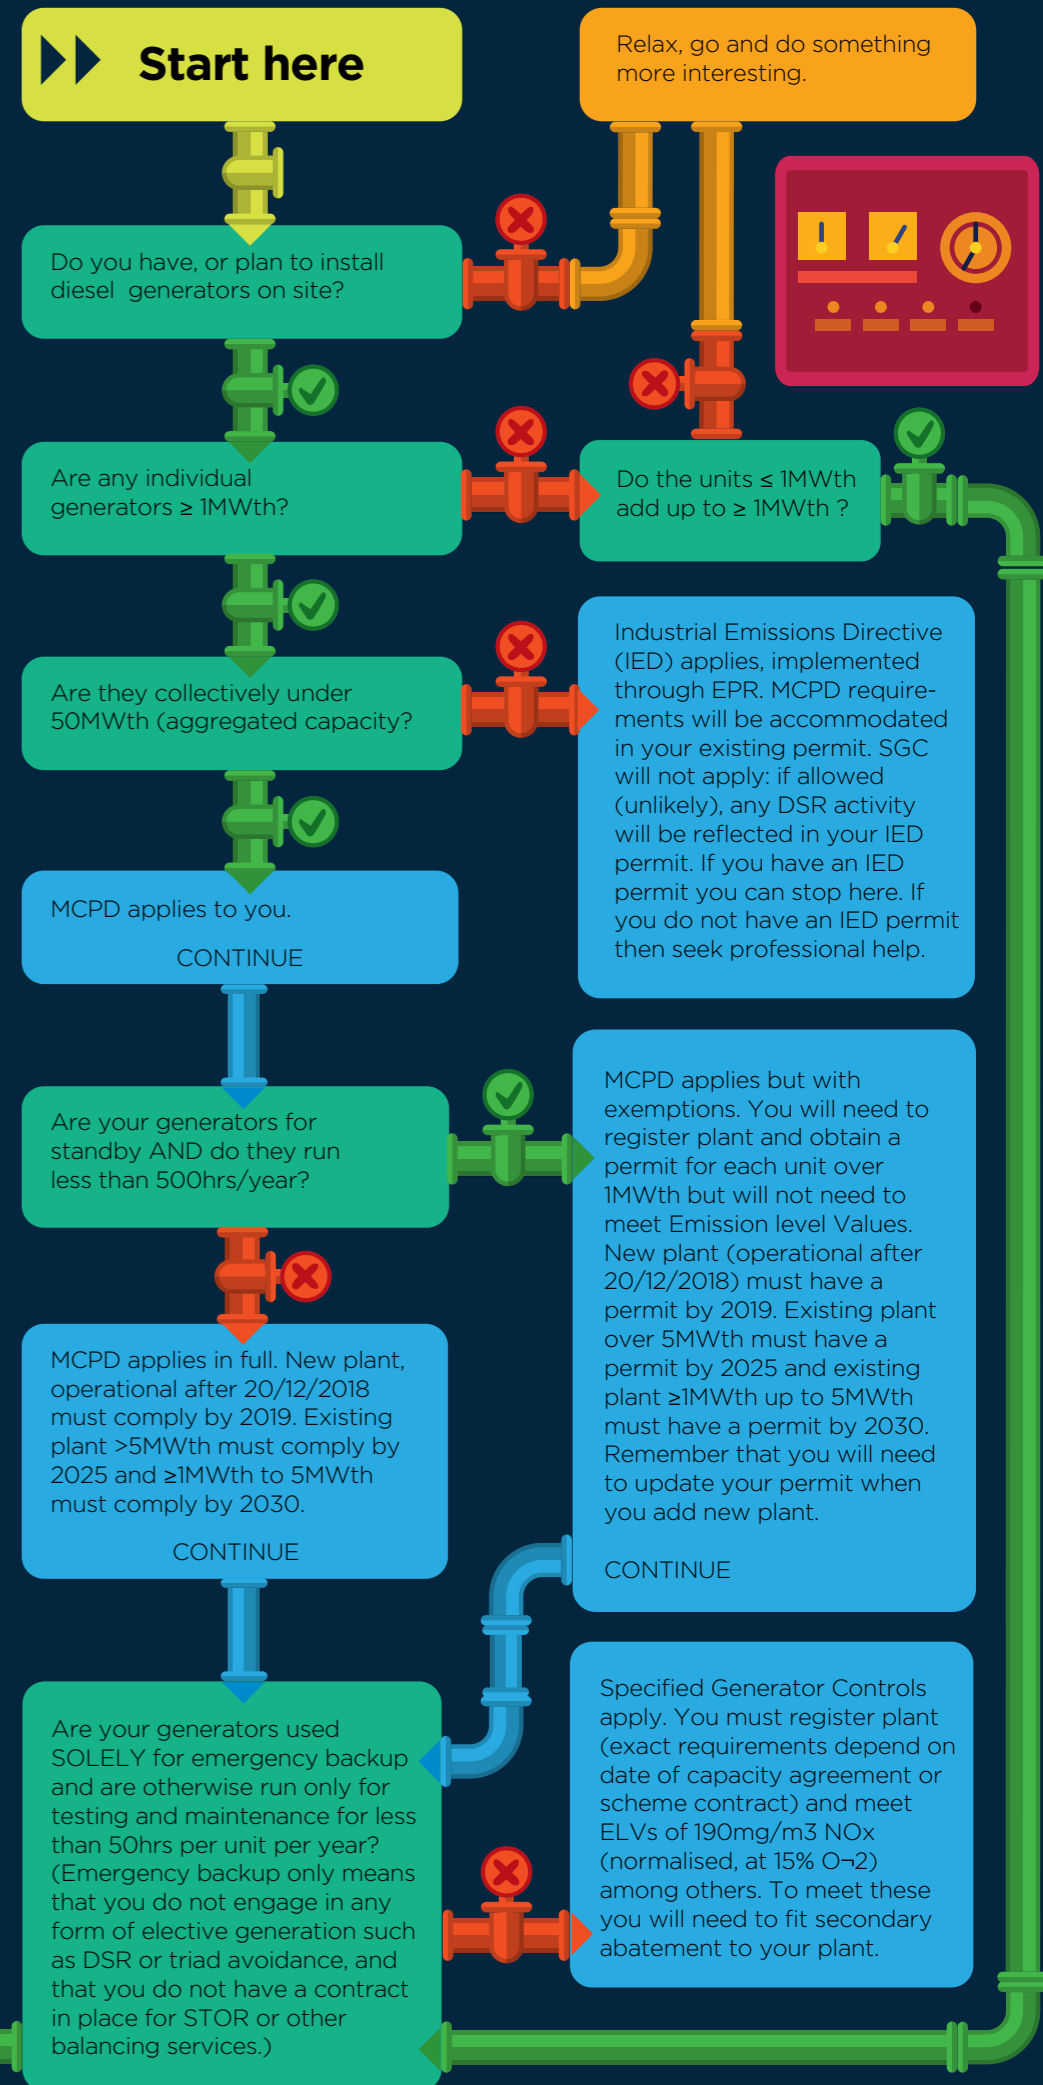 Start here
Relax, go and do something
more interesting.
Do you have, or plan to install
diesel generators on site?
Are any individual
generators ≥ 1MWth?
Do the units ≤ 1MWth
add up to ≥ 1MWth ?
Are they collectively under
50MWth (aggregated capacity?
Industrial Emissions Directive
(IED) applies, implemented
through EPR. MCPD require-
ments will be accommodated
in your existing permit. SGC
will not apply: if allowed
(unlikely), any DSR activity
will be reflected in your IED
permit. If you have an IED
permit you can stop here. If
you do not have an IED permit
then seek professional help.
MCPD applies to you.
CONTINUE
Are your generators for
standby AND do they run
less than 500hrs/year?
MCPD applies but with
exemptions. You will need to
register plant and obtain a
permit for each unit over
1MWth but will not need to
meet Emission level Values.
New plant (operational after
20/12/2018) must have a
permit by 2019. Existing plant
over 5MWth must have a
permit by 2025 and existing
plant ≥1MWth up to 5MWth
must have a permit by 2030.
Remember that you will need
to update your permit when
you add new plant.
CONTINUE
MCPD applies in full. New plant,
operational after 20/12/2018
must comply by 2019. Existing
plant >5MWth must comply by
2025 and ≥1MWth to 5MWth
must comply by 2030.
CONTINUE
Are your generators used
SOLELY for emergency backup
and are otherwise run only for
testing and maintenance for less
than 50hrs per unit per year?
(Emergency backup only means
that you do not engage in any
form of elective generation such
as DSR or triad avoidance, and
that you do not have a contract
in place for STOR or other
balancing services.)
Specified Generator Controls
apply. You must register plant
(exact requirements depend on
date of capacity agreement or
scheme contract) and meet
ELVs of 190mg/m3 NOx
(normalised, at 15% O¬2)
among others. To meet these
you will need to fit secondary
abatement to your plant.